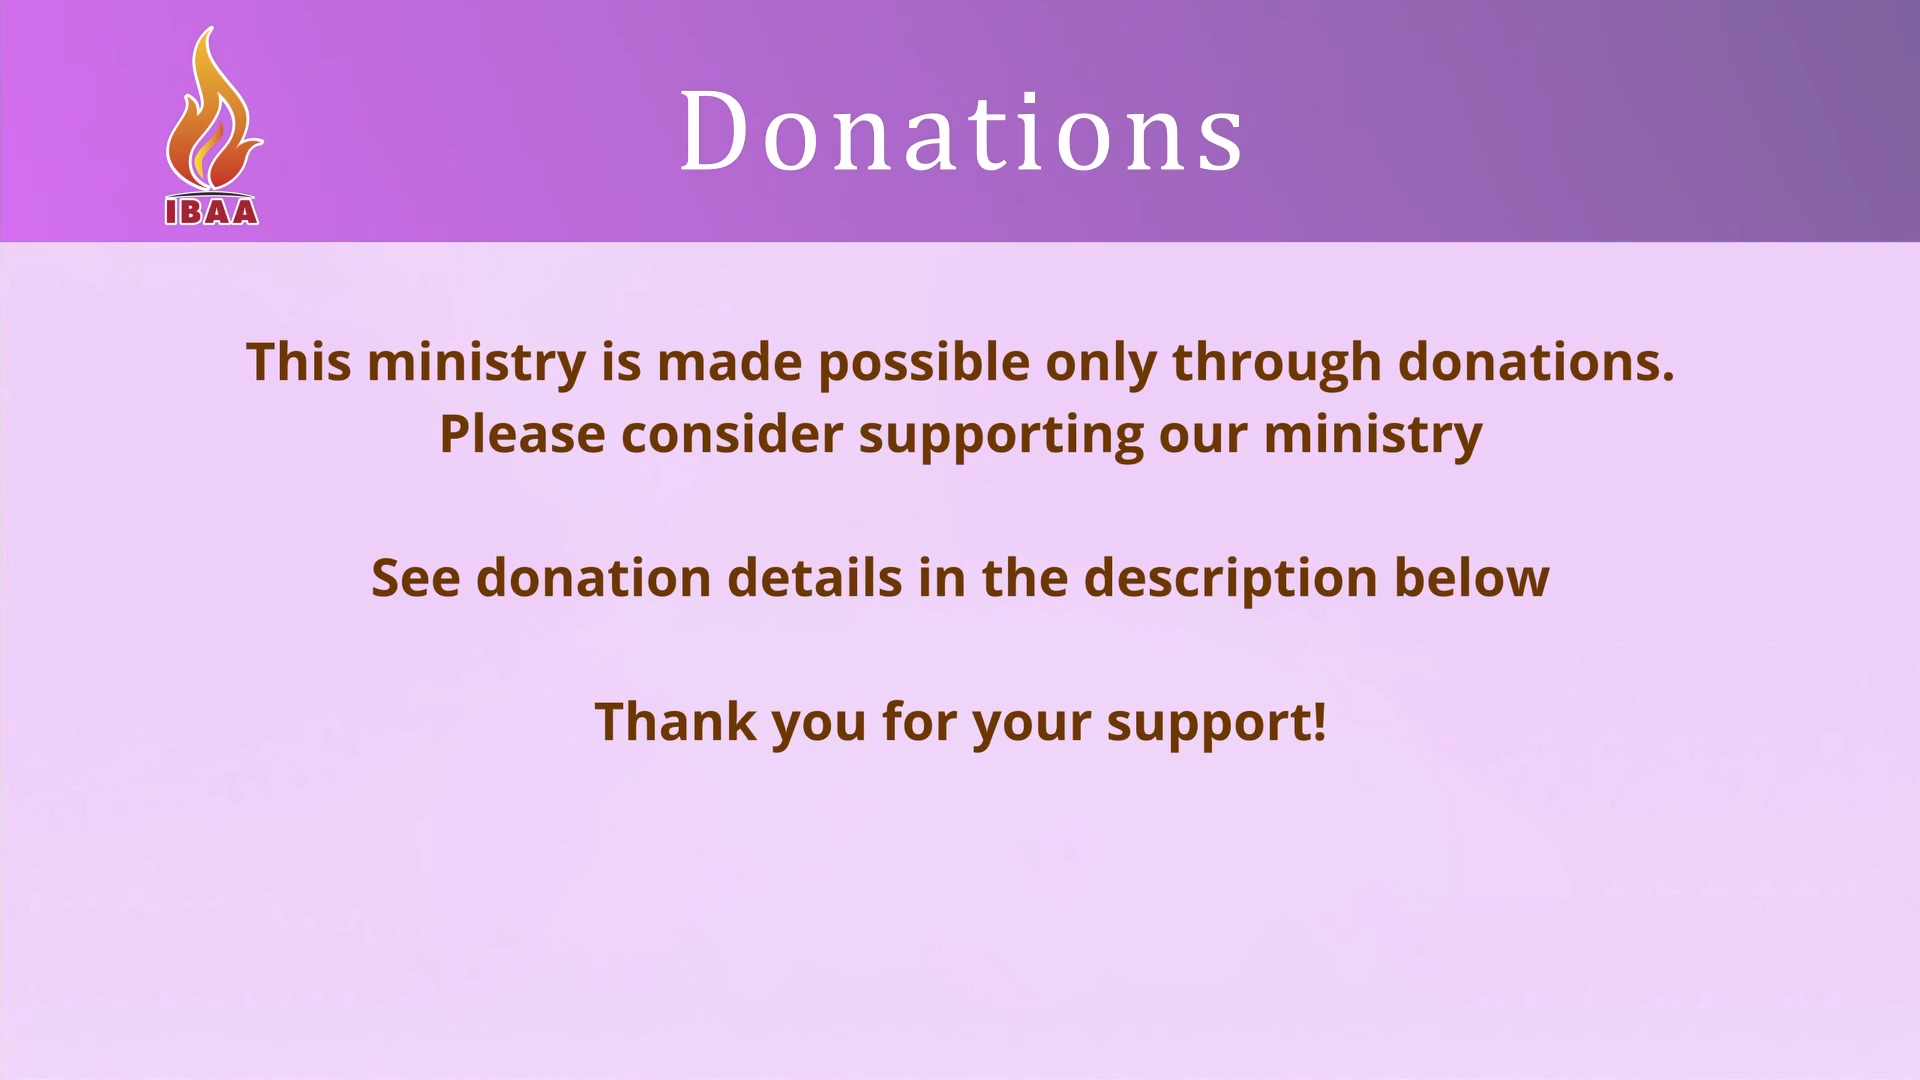 IBAA
Donations
This ministry is made possible only through donations.
Please consider supporting our ministry
See donation details in the description below
Thank you for your support!